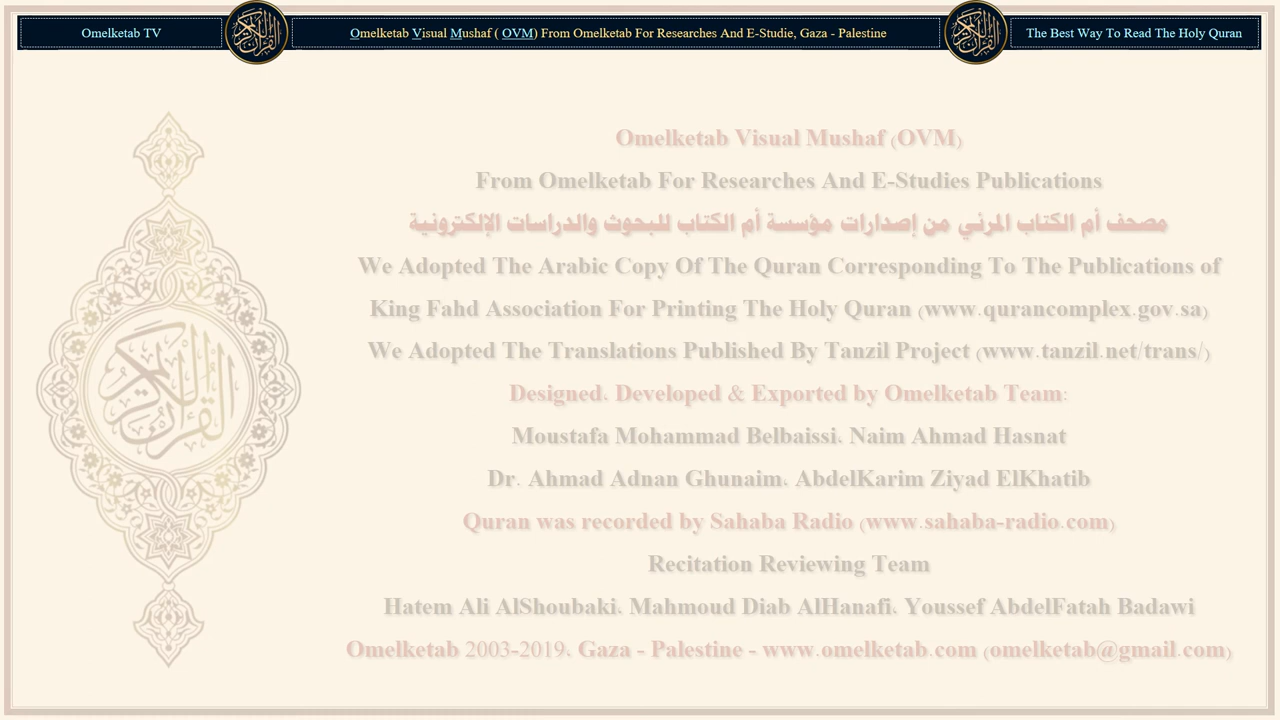 Omelketab TV
Omelketab Visual Mushaf ( OVM) From Omelketab For Researches And E-Studie, Gaza - Palestine
The Best Way To Read The Holy Quran
Omelketab Visual Mushaf (OVM)
From Omelketab For Researches And E-Studies Publications
مصحف أم الكتاب المرئي من إصدارات مؤسسة أم الكتاب للبحوث والدراسات الإلكترونية
We Adopted The Arabic Copy Of The Quran Corresponding To The Publications of
King Fahd Association For Printing The Holy Quran (www.qurancomplex.gov.sa)
We Adopted The Translations Published By Tanzil Project (www.tanzil.net/trans/)
Designed، Developed & Exported by Omelketab Team:
Moustafa Mohammad Belbaissi، Naim Ahmad Hasnat
Dr. Ahmad Adnan Ghunaim، AbdelKarim Ziyad ElKhatib
Quran was recorded by Sahaba Radio (www.sahaba-radio.com)
Recitation Reviewing Team
Hatem Ali AlShoubaki، Mahmoud Diab AlHanafi، Youssef AbdelFatah Badawi
Omelketab 2003-2019، Gaza - Palestine - www.omelketab.com (omelketab@gmail.com)
القرآن الكريم